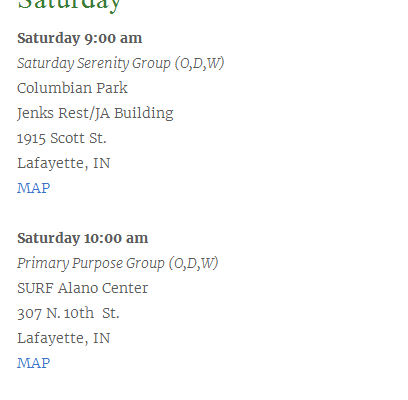 Saturday
Saturday 9:00 am
Saturday Serenity Group (O,D,W)
Columbian Park
Jenks Rest/JA Building
1915 Scott St.
Lafayette, IN
MAP
Saturday 10:00 am
Primary Purpose Group (O,D,W)
SURF Alano Center
307 N. 10th  St.
Lafayette, IN
MAP